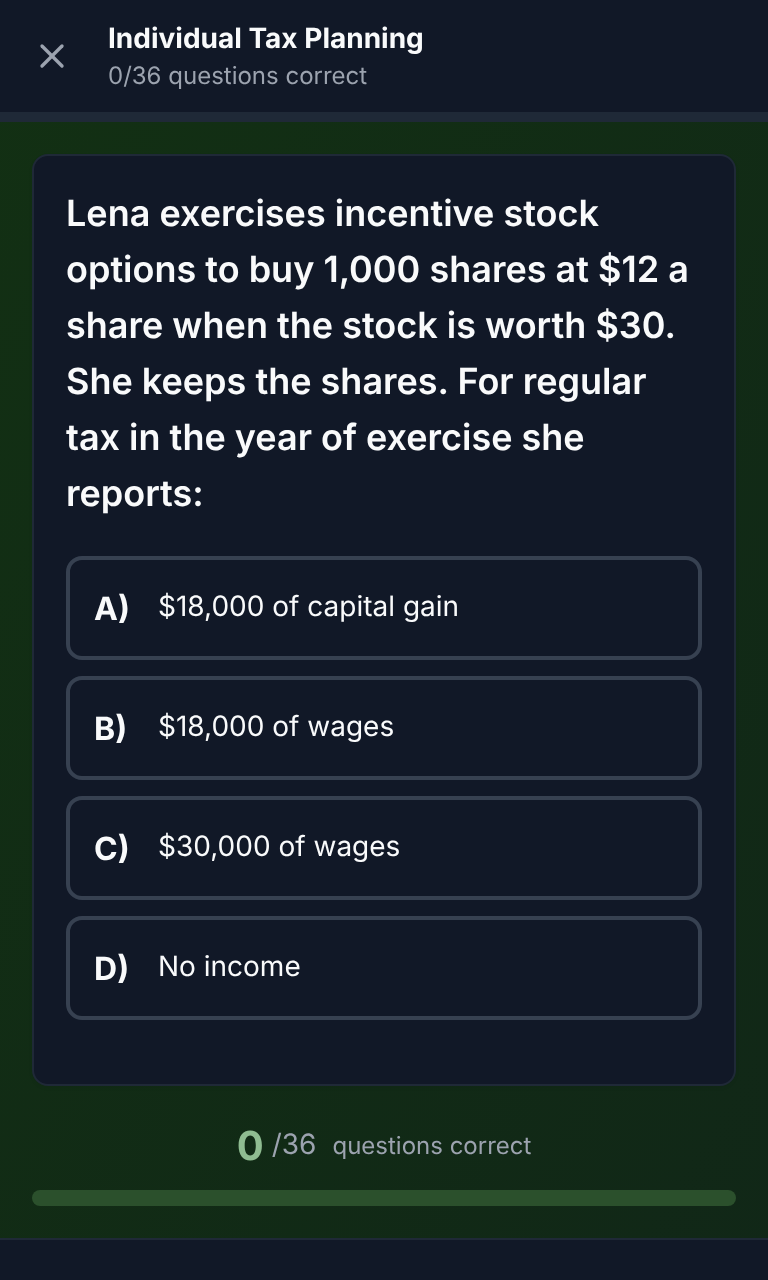 Individual Tax Planning
0/36 questions correct
Lena exercises incentive stock
options to buy 1,000 shares at $12 a
share when the stock is worth $30.
She keeps the shares. For regular
tax in the year of exercise she
reports:
A) $18,000 of capital gain
B) $18,000 of wages
C) $30,000 of wages
D) No income
0 /36 questions correct